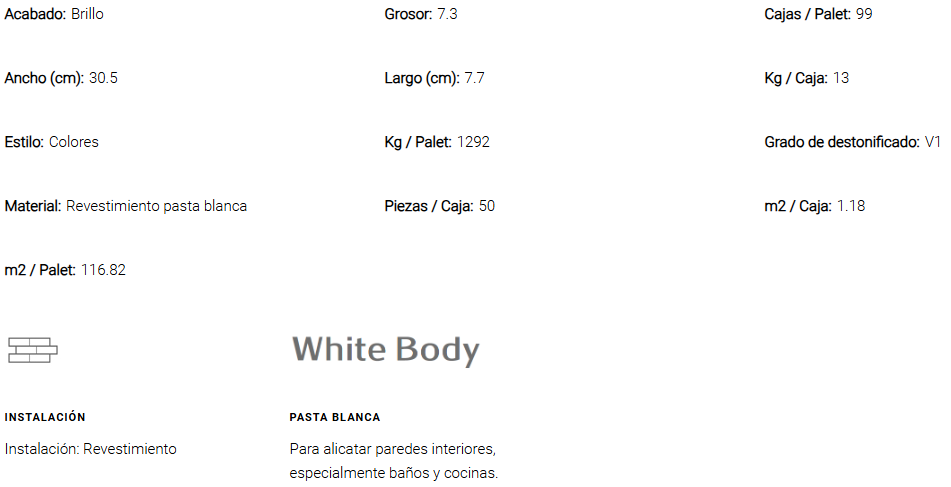 Acabado: Brillo
Grosor: 7.3
Cajas / Palet: 99
Ancho (cm): 30.5
Largo (cm): 7.7
Kg / Caja: 13
Estilo: Colores
Kg / Palet: 1292
Grado de destonificado: V1
Material: Revestimiento pasta blanca
Piezas / Caja: 50
m2 / Caja: 1.18
m2 / Palet: 116.82
White Body
INSTALACIÓN
Instalación: Revestimiento
PASTA BLANCA
Para alicatar paredes interiores,
especialmente baños y cocinas.